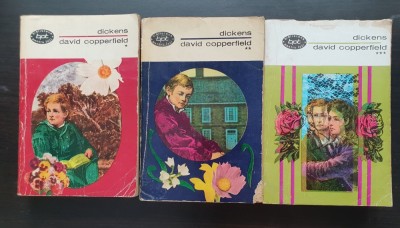 bpt
dickens
david copperfield
*
bpt
dickens
david copperfield
**
bpt
dickens
david copperfield
***